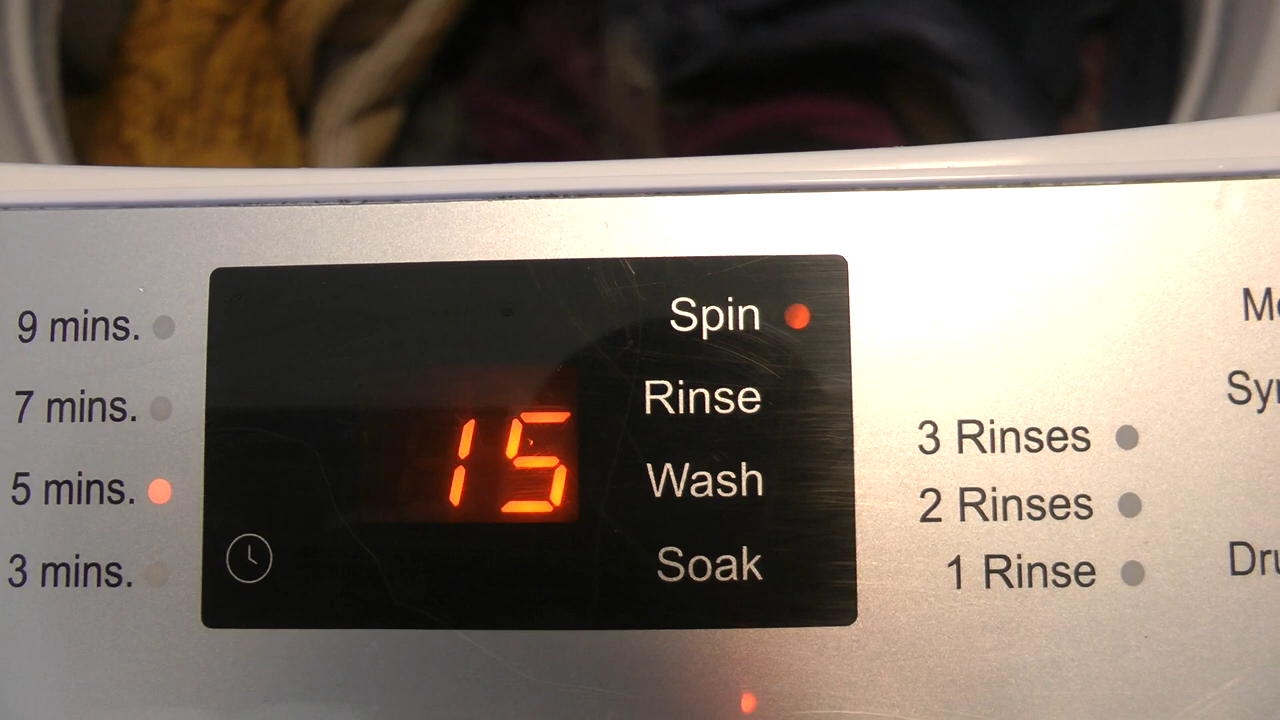 9 mins.
7 mins.
5 mins.
3 mins.
15
Spin
Rinse
Wash
Soak
3 Rinses
2 Rinses
1 Rinse